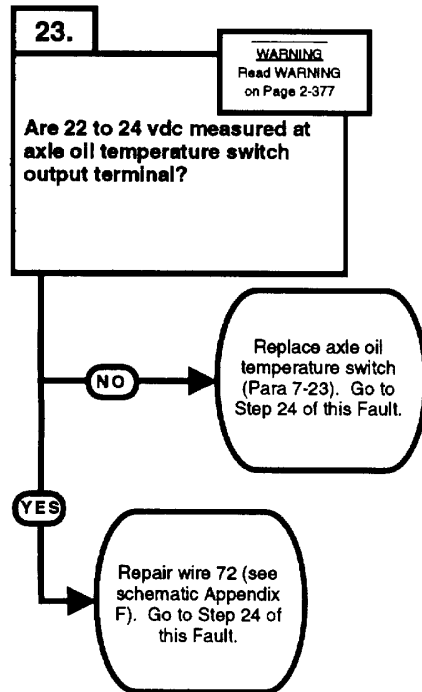 23.
WARNING
Read WARNING
on Page 2-377
Are 22 to 24 vdc measured at
axle oil temperature switch
output terminal?
NO
Replace axle oil
temperature switch
(Para 7-23). Go to
Step 24 of this Fault.
YES
Repair wire 72 (see
schematic Appendix
F). Go to Step 24 of
this Fault.